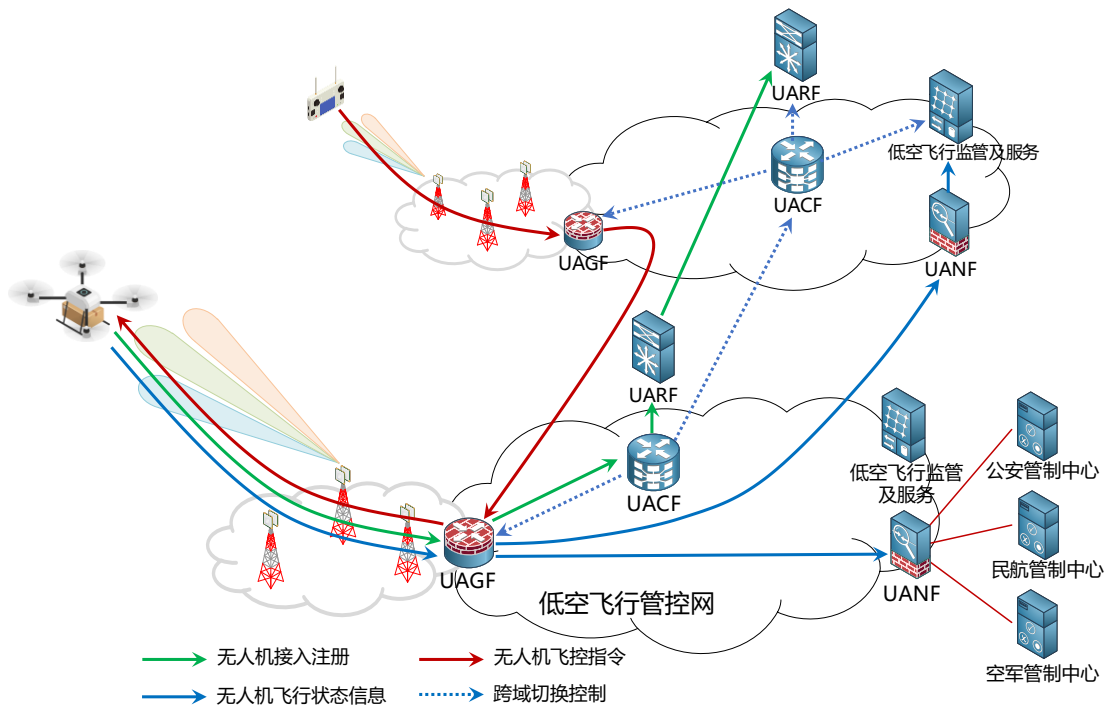 UARF
低空飞行监管及服务
UACF
UAGF
UANF
UARF
低空飞行监管
及服务
公安管制中心
UACF
UAGF
民航管制中心
UANF
低空飞行管控网
空军管制中心
无人机接入注册
无人机飞控指令
无人机飞行状态信息
跨域切换控制